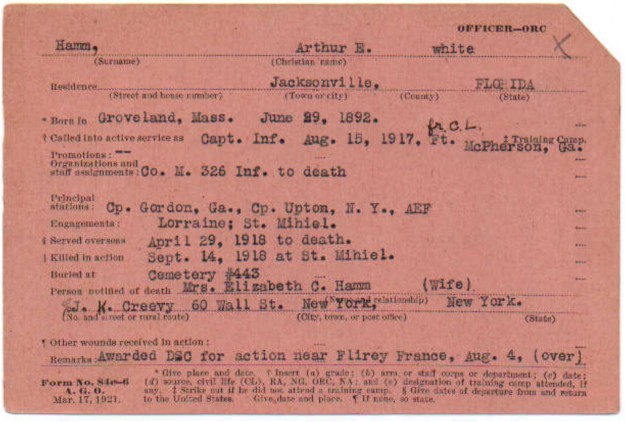 OFFICER—ORC
Hamm, Arthur E. white X
(Surname) (Christian name)
Residence Jacksonville, FLORIDA
(Street and house number) (Town or city) (County) (State)
* Born in Groveland, Mass. June 29, 1892.
fr. C.L.
† Called into active service as Capt. Inf. Aug. 15, 1917, Ft. McPherson, Ga. ‡ Training Camp.
Promotions: --
Organizations and
staff assignments: Co. M. 326 Inf. to death
Principal
stations: Cp. Gordon, Ga., Cp. Upton, N. Y., AEF
Engagements: Lorraine; St. Mihiel.
§ Served overseas April 29, 1918 to death.
§ Killed in action Sept. 14, 1918 at St. Mihiel.
Buried at Cemetery #443
Person notified of death Mrs. Elizabeth C. Hamm (Wife)
(Name and relationship)
c/o J. K. Creevy 60 Wall St. New York, New York.
(No. and street or rural route) (City, town, or post office) (State)
¶ Other wounds received in action:
Remarks: Awarded DSC for action near Flirey France, Aug. 4, (over)
Form No. 84c-6
A. G. O.
Mar. 17, 1921.
* Give place and date. † Insert (a) grade; (b) arm or staff corps or department; (c) date;
(d) source, civil life (CL), RA, NG, ORC, NA; and (e) designation of training camp attended, if
any. ‡ Strike out if he did not attend a training camp. § Give dates of departure from and return
to the United States. Give date and place. ¶ If none, so state.